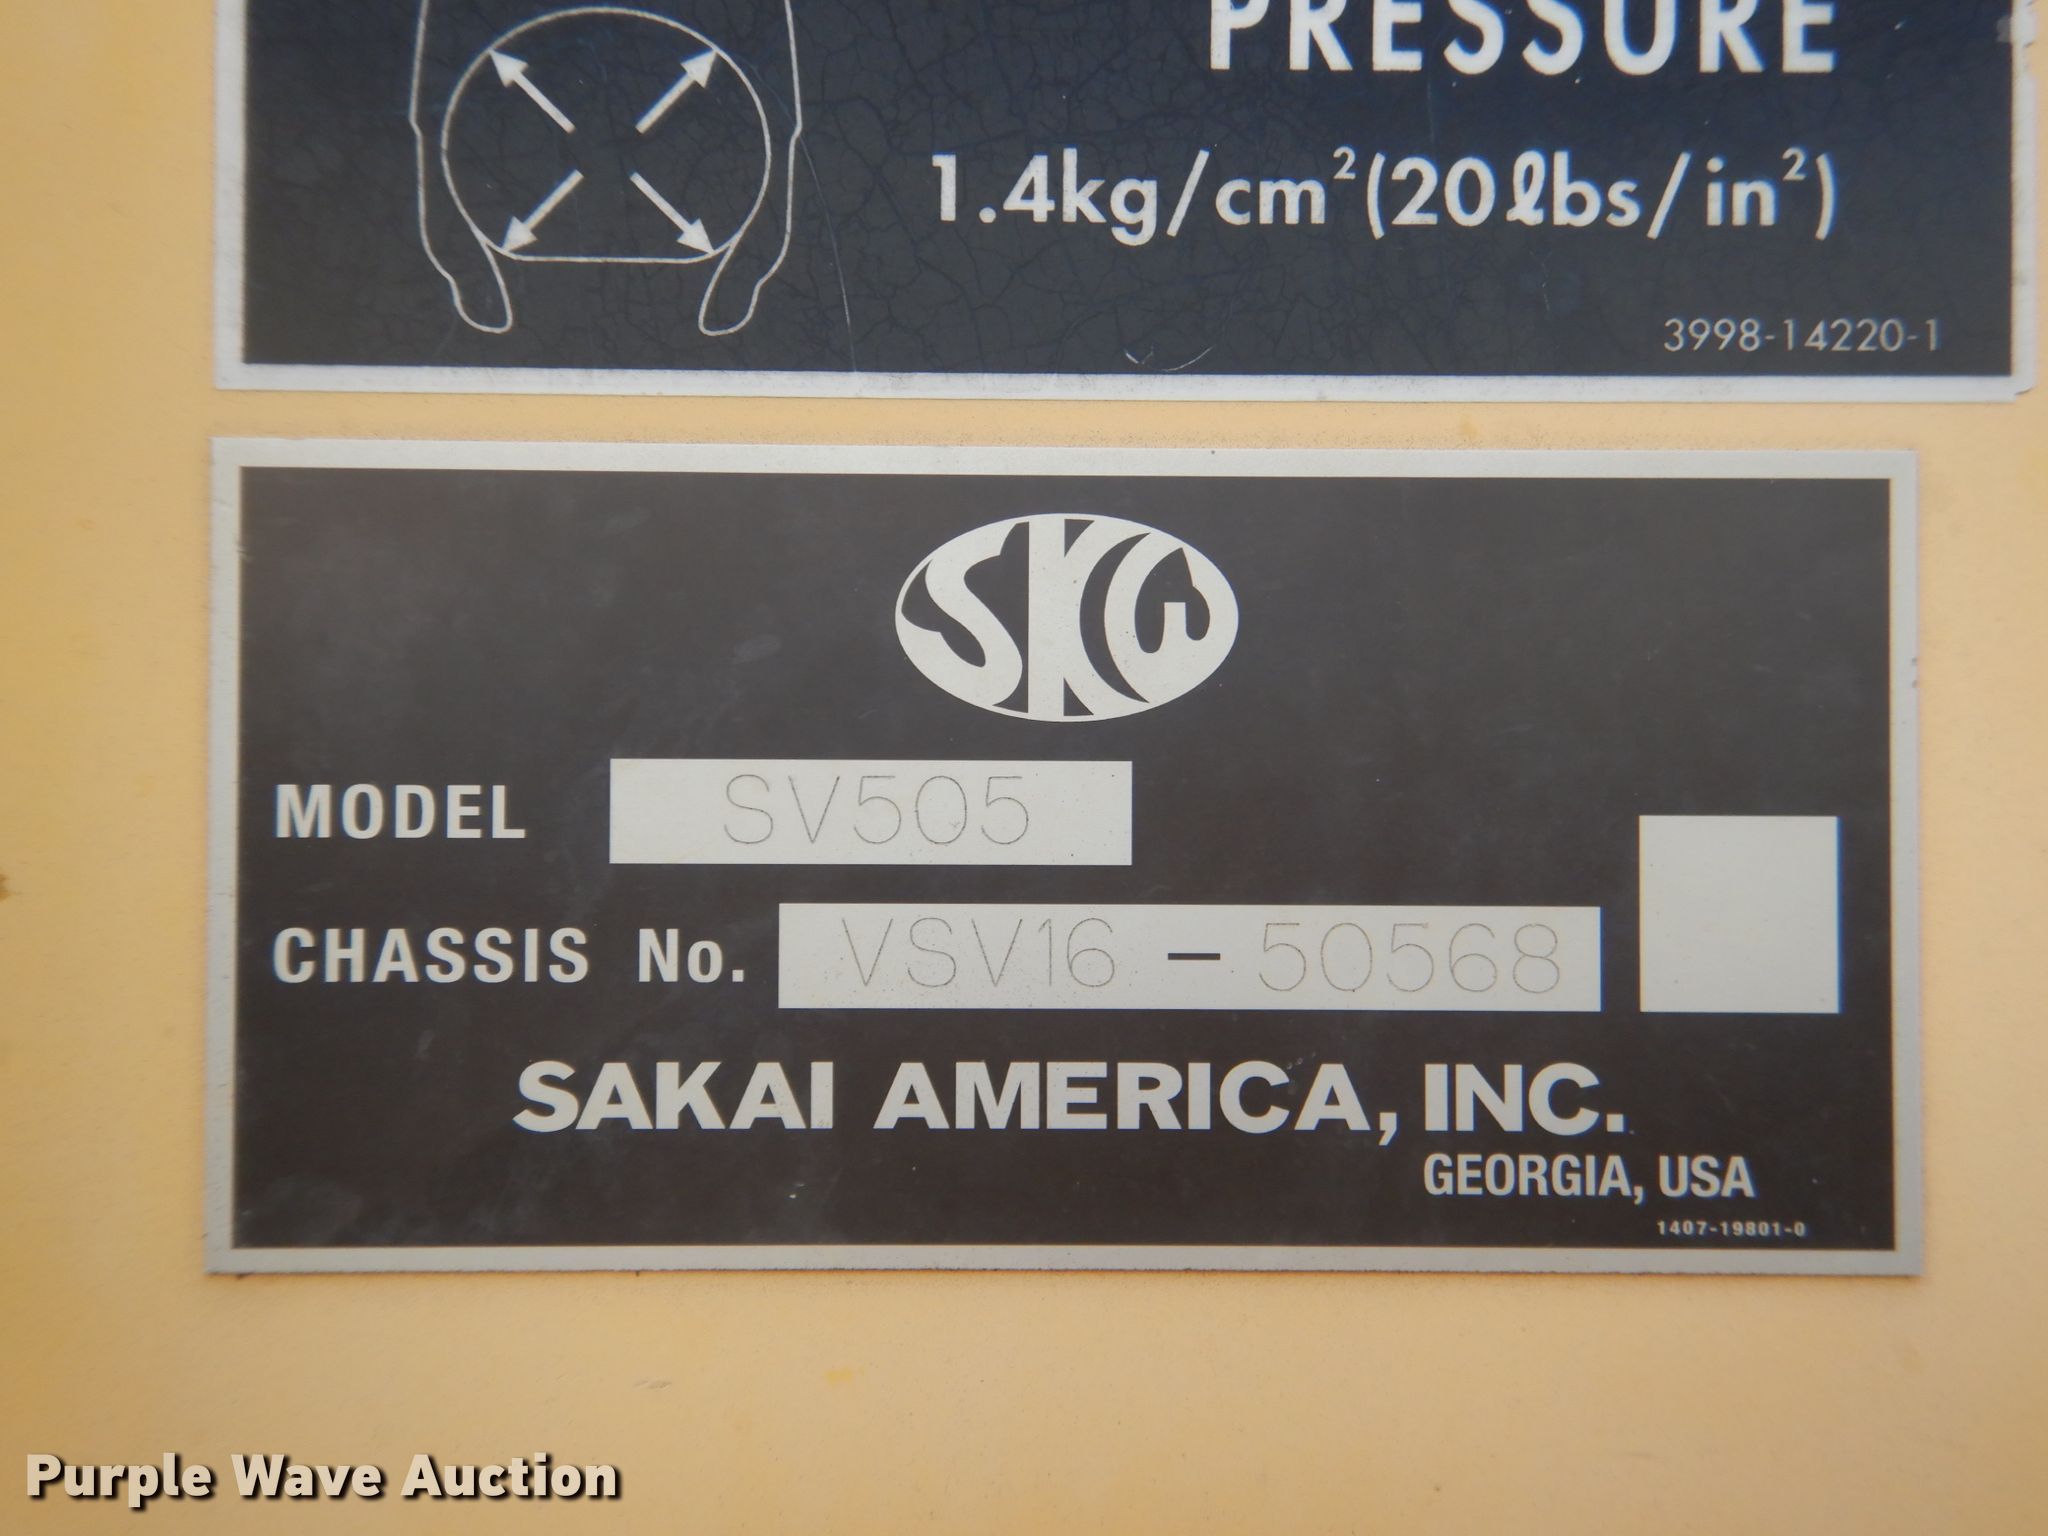 PRESSURE
1.4kg/cm²(20ℓbs/in²)
3998-14220-1
SKW
MODEL SV505
CHASSIS No. VSV16-50568
SAKAI AMERICA, INC.
GEORGIA, USA
1407-19801-0
Purple Wave Auction